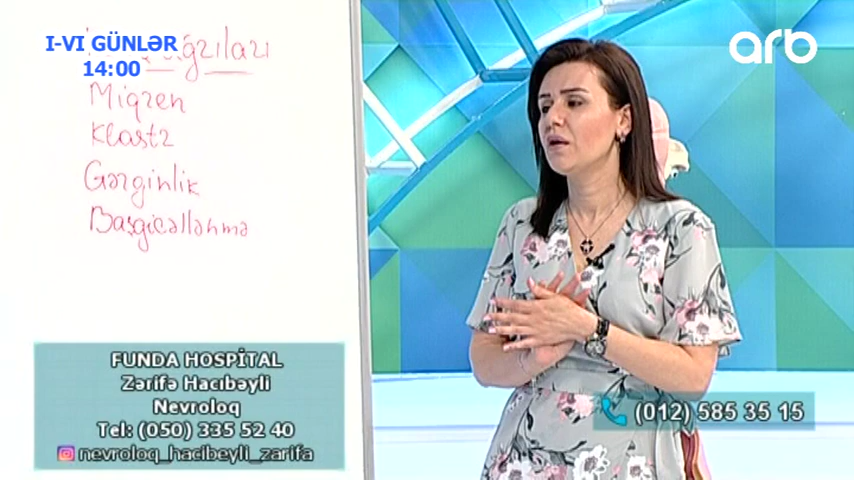 I-VI GÜNLƏR
14:00
ağrıları
Miqren
Klastr
Gərginlik
Başgicəllənmə
arb
FUNDA HOSPİTAL
Zərifə Hacıbəyli
Nevroloq
Tel: (050) 335 52 40
nevroloq_hacibeyli_zarifa
(012) 585 35 15